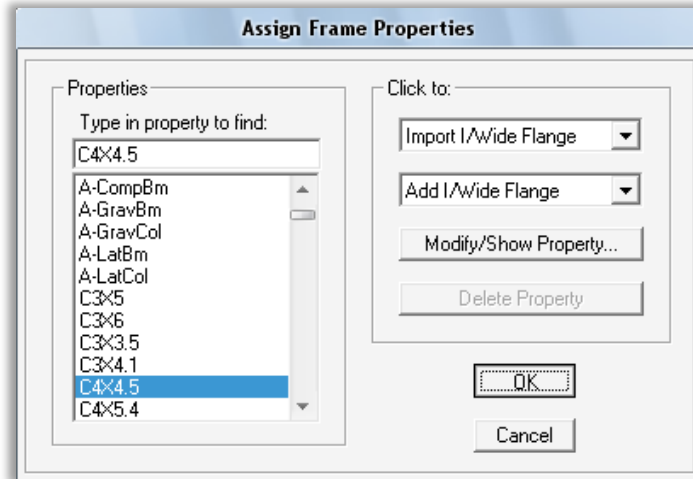 Assign Frame Properties
Properties
Type in property to find:
C4X4.5
A-CompBm
A-GravBm
A-GravCol
A-LatBm
A-LatCol
C3X5
C3X6
C3X3.5
C3X4.1
C4X4.5
C4X5.4
Click to:
Import I/Wide Flange
Add I/Wide Flange
Modify/Show Property...
Delete Property
OK
Cancel